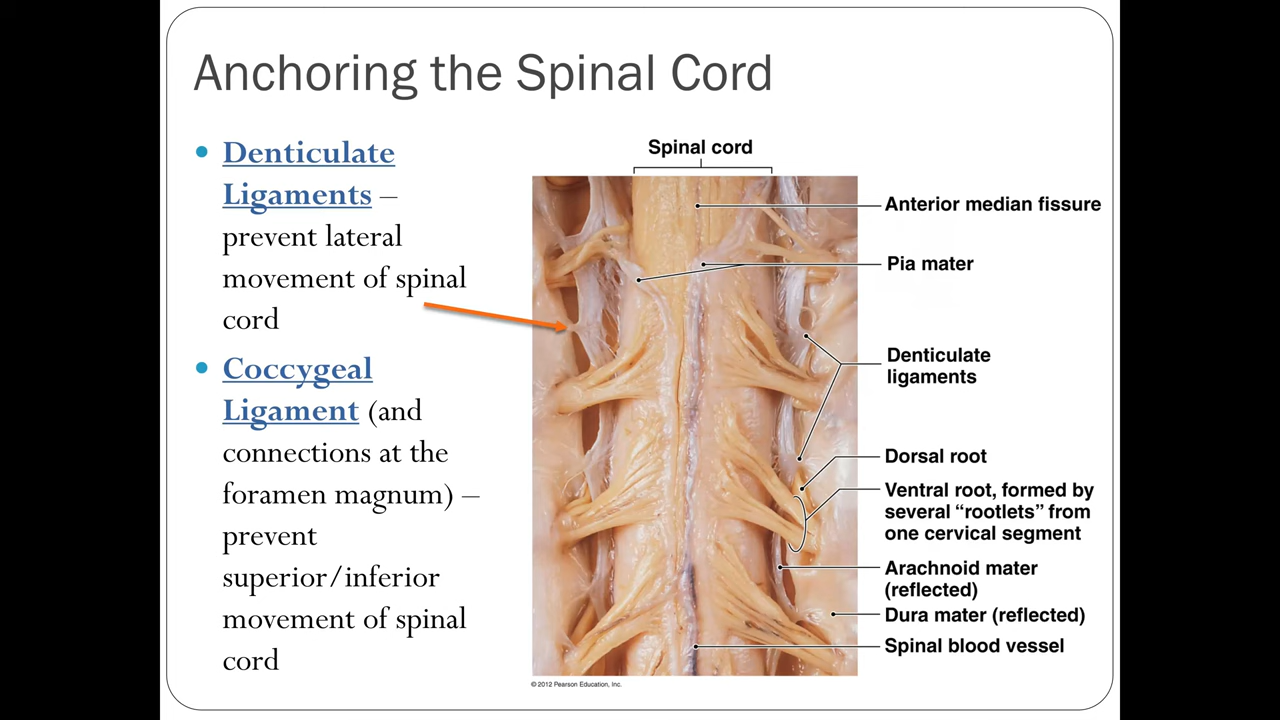 Anchoring the Spinal Cord
• Denticulate
Ligaments –
prevent lateral
movement of spinal
cord
• Coccygeal
Ligament (and
connections at the
foramen magnum) –
prevent
superior/inferior
movement of spinal
cord
Spinal cord
Anterior median fissure
Pia mater
Denticulate
ligaments
Dorsal root
Ventral root, formed by
several “rootlets” from
one cervical segment
Arachnoid mater
(reflected)
Dura mater (reflected)
Spinal blood vessel
© 2012 Pearson Education, Inc.